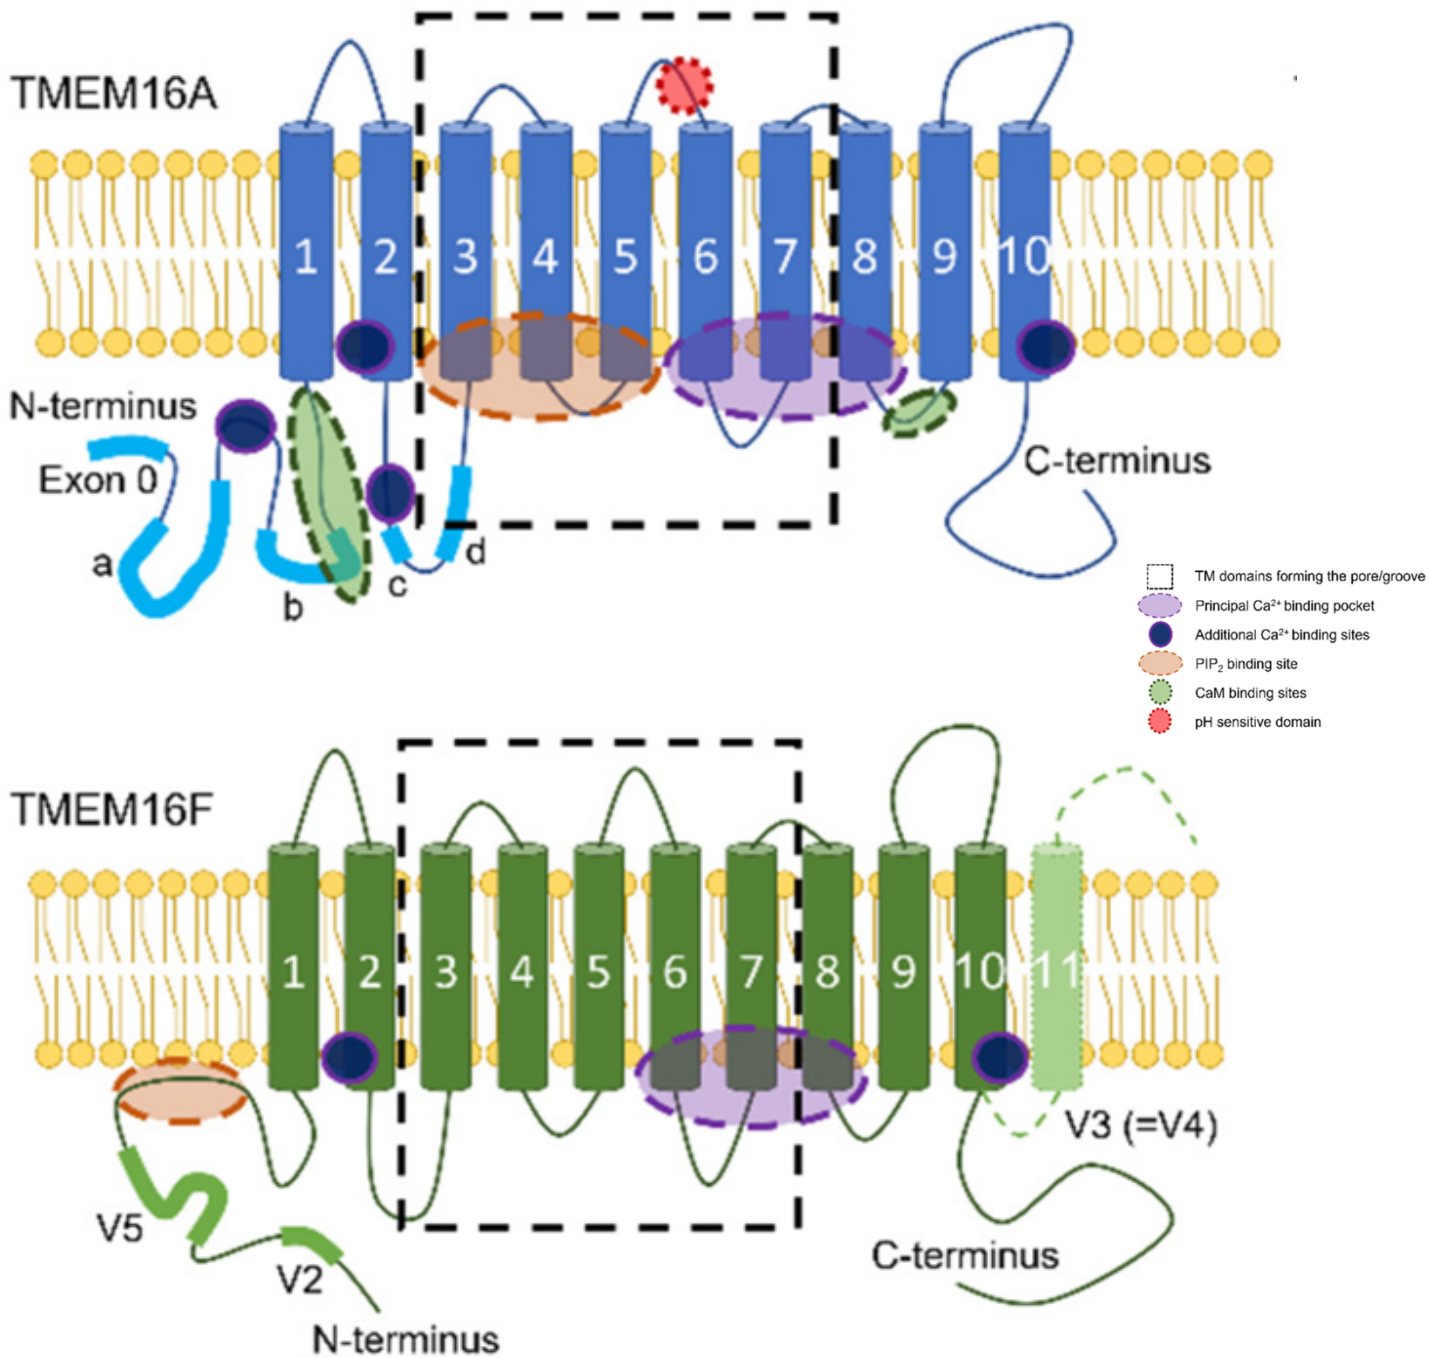 TMEM16A
1 2 3 4 5 6 7 8 9 10
N-terminus
Exon 0
a
b
c
d
C-terminus
TM domains forming the pore/groove
Principal Ca²⁺ binding pocket
Additional Ca²⁺ binding sites
PIP₂ binding site
CaM binding sites
pH sensitive domain
TMEM16F
1 2 3 4 5 6 7 8 9 10 11
V3 (=V4)
V5
V2
C-terminus
N-terminus